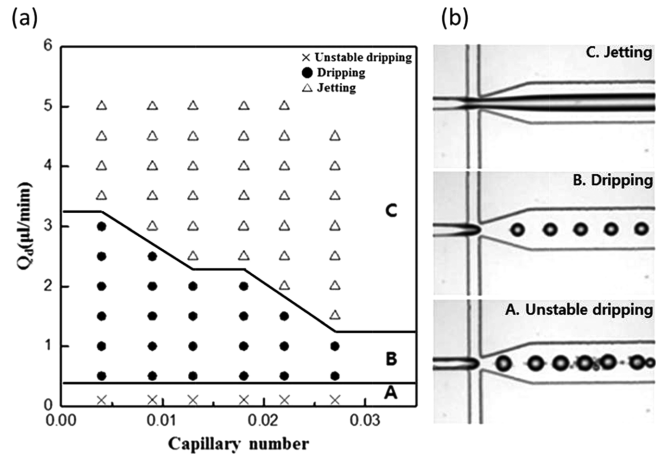 (a)
6
5
4
3
2
1
0
Qd(μl/mim)
× Unstable dripping
● Dripping
△ Jetting
C
B
A
0.00
0.01
0.02
0.03
Capillary number
(b)
C. Jetting
B. Dripping
A. Unstable dripping